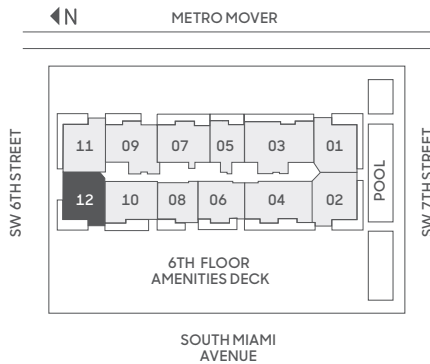 N
METRO MOVER
SW 6TH STREET
11 09 07 05 03 01
12 10 08 06 04 02
POOL
SW 7TH STREET
6TH FLOOR
AMENITIES DECK
SOUTH MIAMI
AVENUE